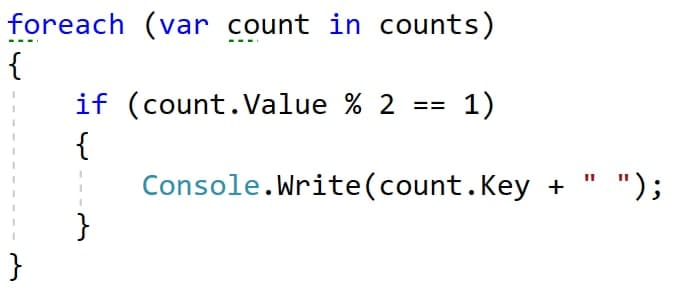 foreach (var count in counts)
{
if (count.Value % 2 == 1)
{
Console.Write(count.Key + " ");
}
}